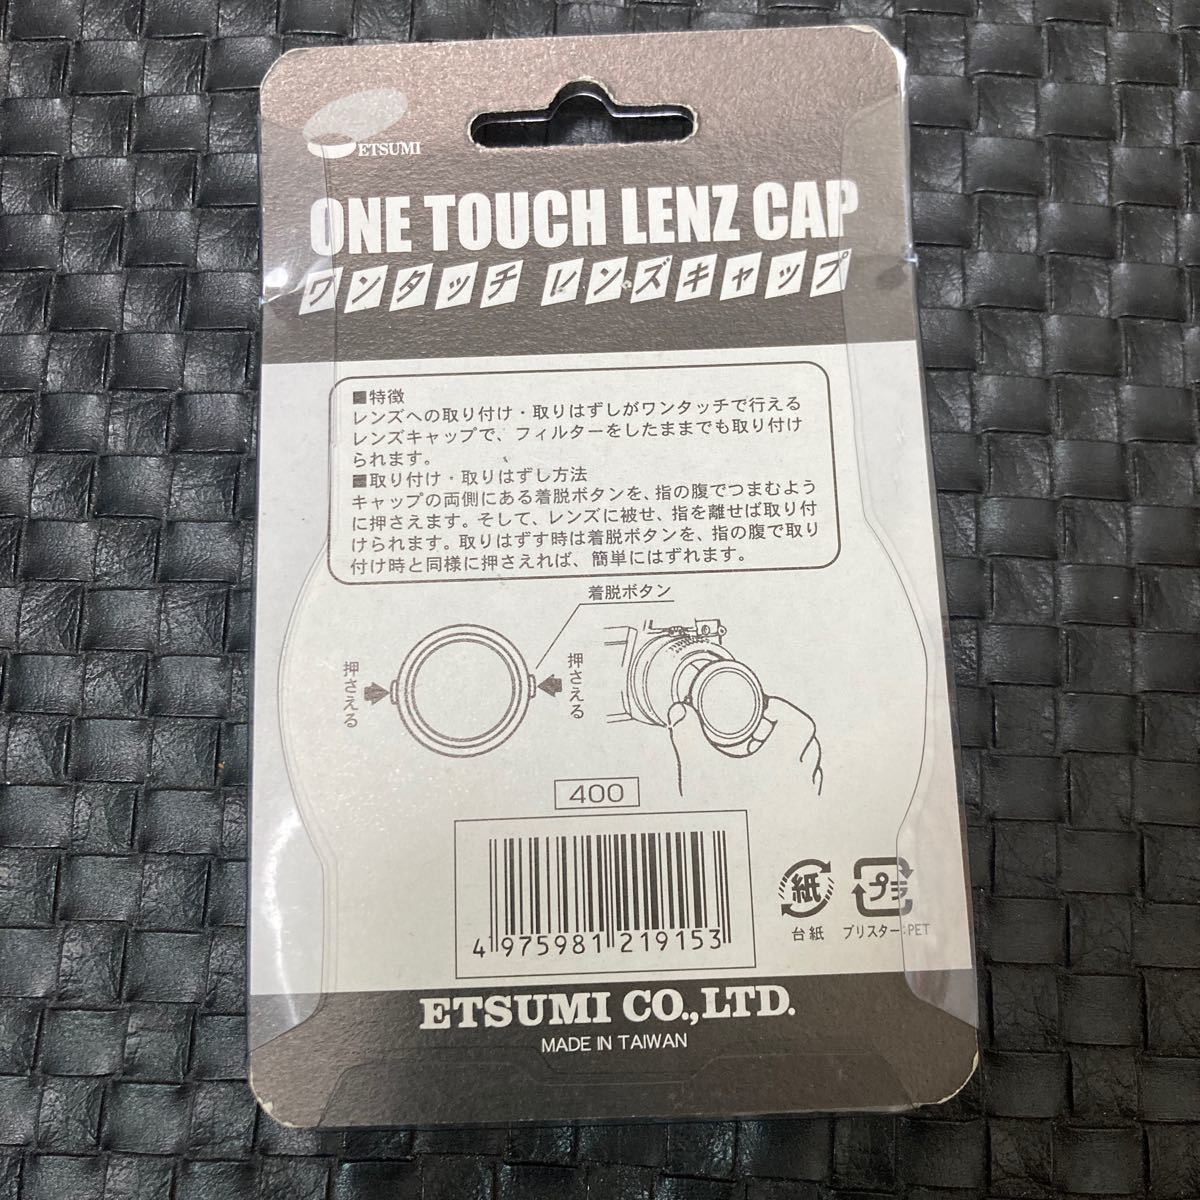 ETSUMI
ONE TOUCH LENZ CAP
ワンタッチ レンズキャップ
■特徴
レンズへの取り付け・取りはずしがワンタッチで行える
レンズキャップで、フィルターをしたままでも取り付け
られます。
■取り付け・取りはずし方法
キャップの両側にある着脱ボタンを、指の腹でつまむよう
に押さえます。そして、レンズに被せ、指を離せば取り付
けられます。取りはずす時は着脱ボタンを、指の腹で取り
付け時と同様に押さえれば、簡単にはずれます。
着脱ボタン
押さえる
押さえる
400
4 975981 219153
紙
プラ
台紙
ブリスター：PET
ETSUMI CO.,LTD.
MADE IN TAIWAN